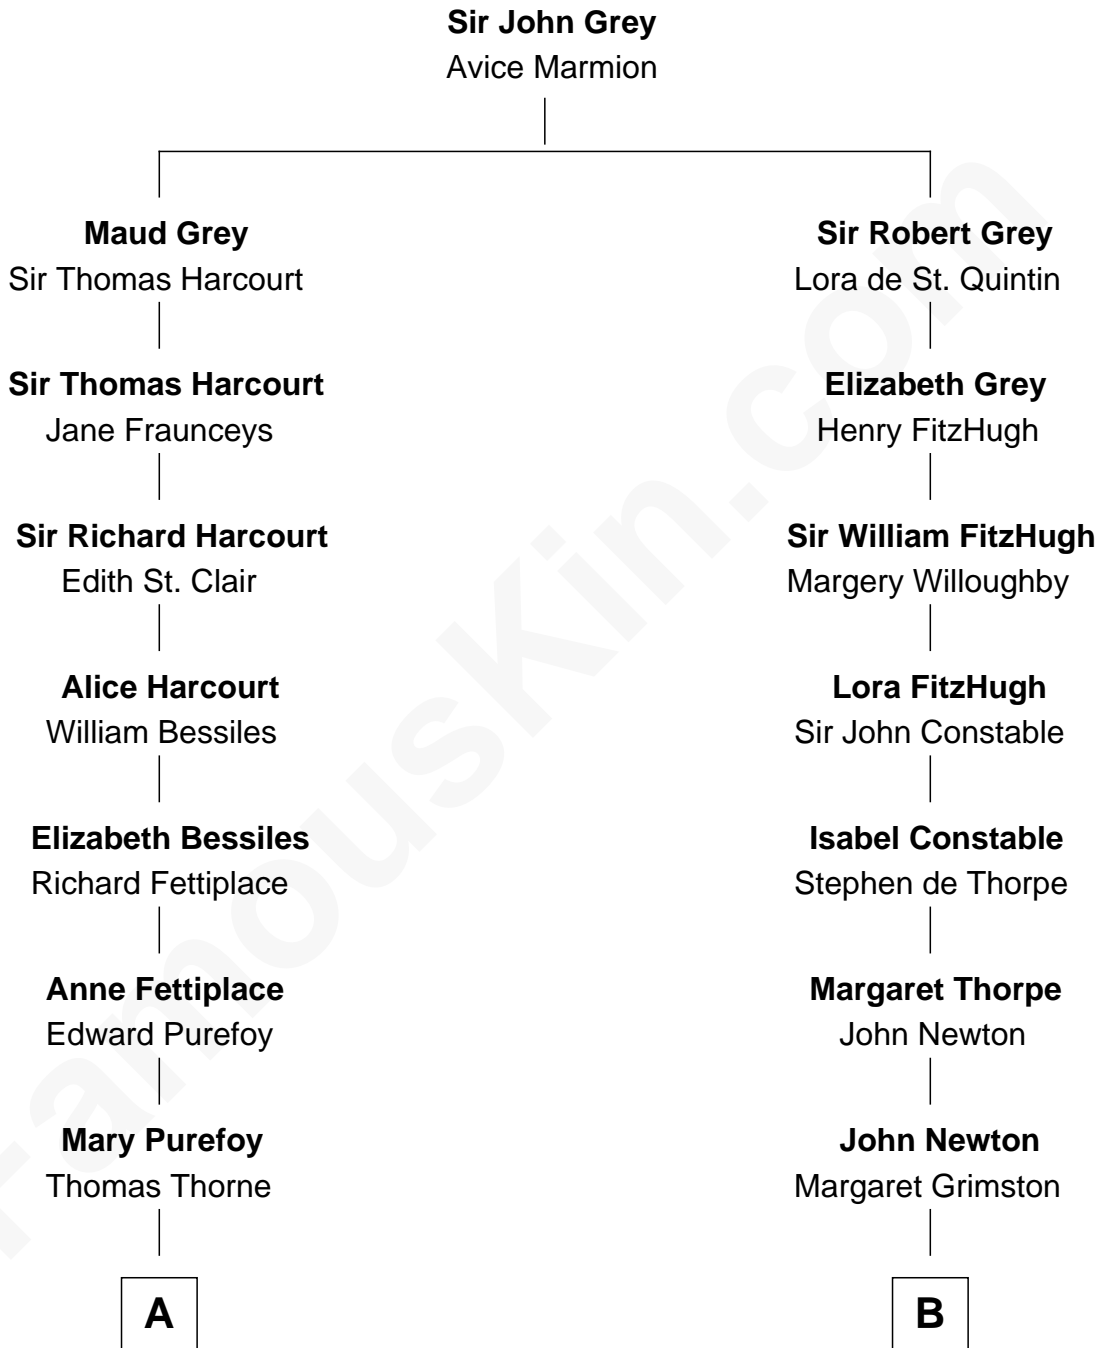 Sir John Grey
Avice Marmion
Maud Grey
Sir Thomas Harcourt
Sir Robert Grey
Lora de St. Quintin
Sir Thomas Harcourt
Jane Fraunceys
Elizabeth Grey
Henry FitzHugh
Sir Richard Harcourt
Edith St. Clair
Sir William FitzHugh
Margery Willoughby
Alice Harcourt
William Bessiles
Lora FitzHugh
Sir John Constable
Elizabeth Bessiles
Richard Fettiplace
Isabel Constable
Stephen de Thorpe
Anne Fettiplace
Edward Purefoy
Margaret Thorpe
John Newton
Mary Purefoy
Thomas Thorne
John Newton
Margaret Grimston
A
B
FamousKin.com